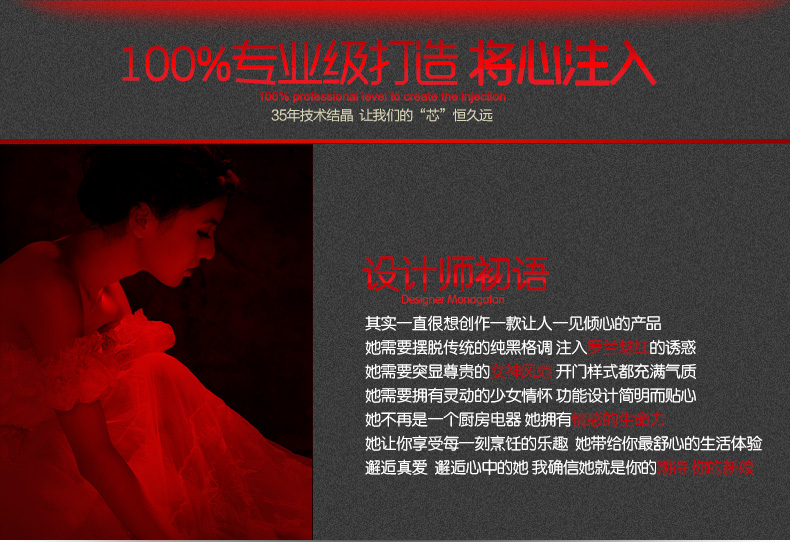 100%专业级打造 将心注入
100% professional level to create the injection
35年技术结晶 让我们的“芯”恒久远
设计师初语
Designer Monogolan
其实一直很想创作一款让人一见倾心的产品
她需要摆脱传统的纯黑格调 注入罗兰魅红的诱惑
她需要突显尊贵的女神风范 开门样式都充满气质
她需要拥有灵动的少女情怀 功能设计简明而贴心
她不再是一个厨房电器 她拥有情感的生命力
她让你享受每一刻烹饪的乐趣 她带给你最舒心的生活体验
邂逅真爱 邂逅心中的她 我确信她就是你的